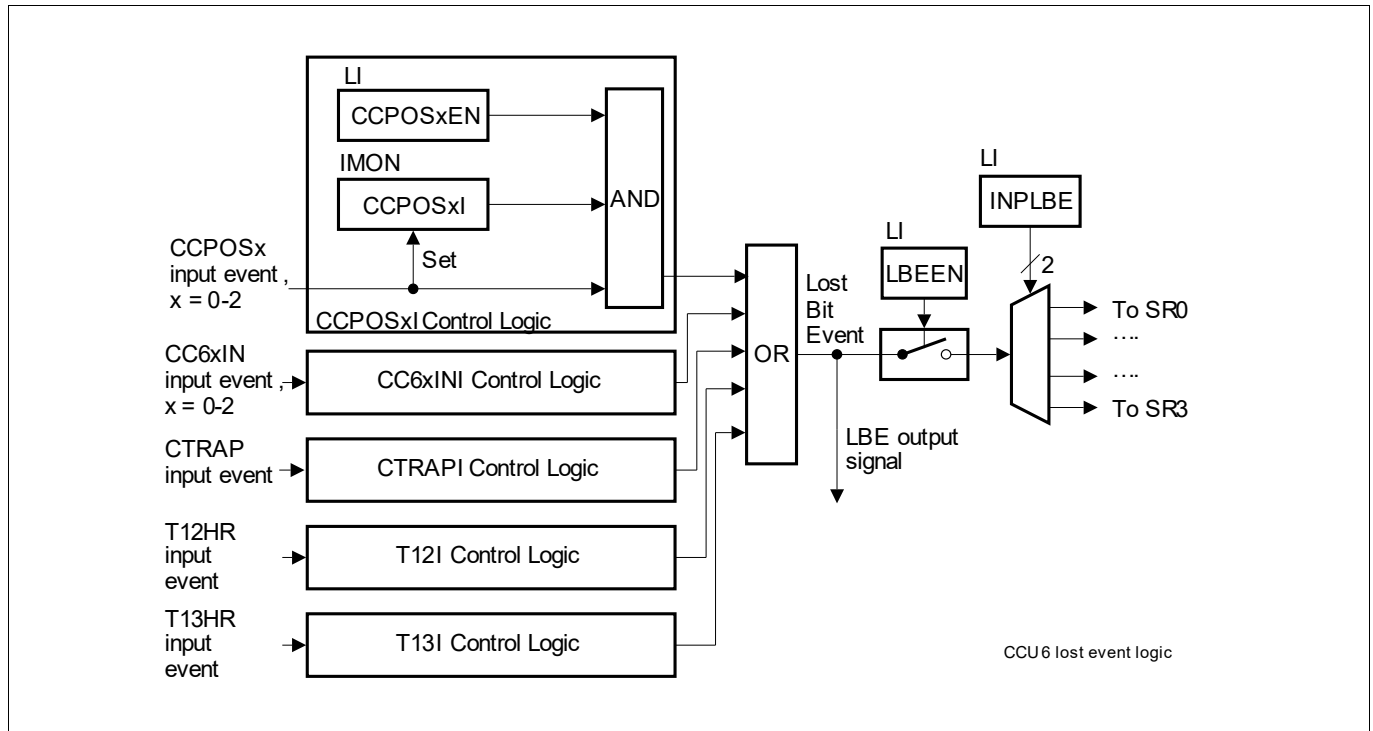 LI
CCPOSxEN
IMON
CCPOSxI
AND
Set
CCPOSx
input event ,
x = 0-2
CCPOSxI Control Logic
CC6xIN
input event ,
x = 0-2
CC6xINI Control Logic
CTRAP
input event
CTRAPI Control Logic
T12HR
input
event
T12I Control Logic
T13HR
input
event
T13I Control Logic
OR
Lost
Bit
Event
LBE output
signal
LI
LBEEN
LI
INPLBE
2
To SR0
....
....
To SR3
CCU6 lost event logic